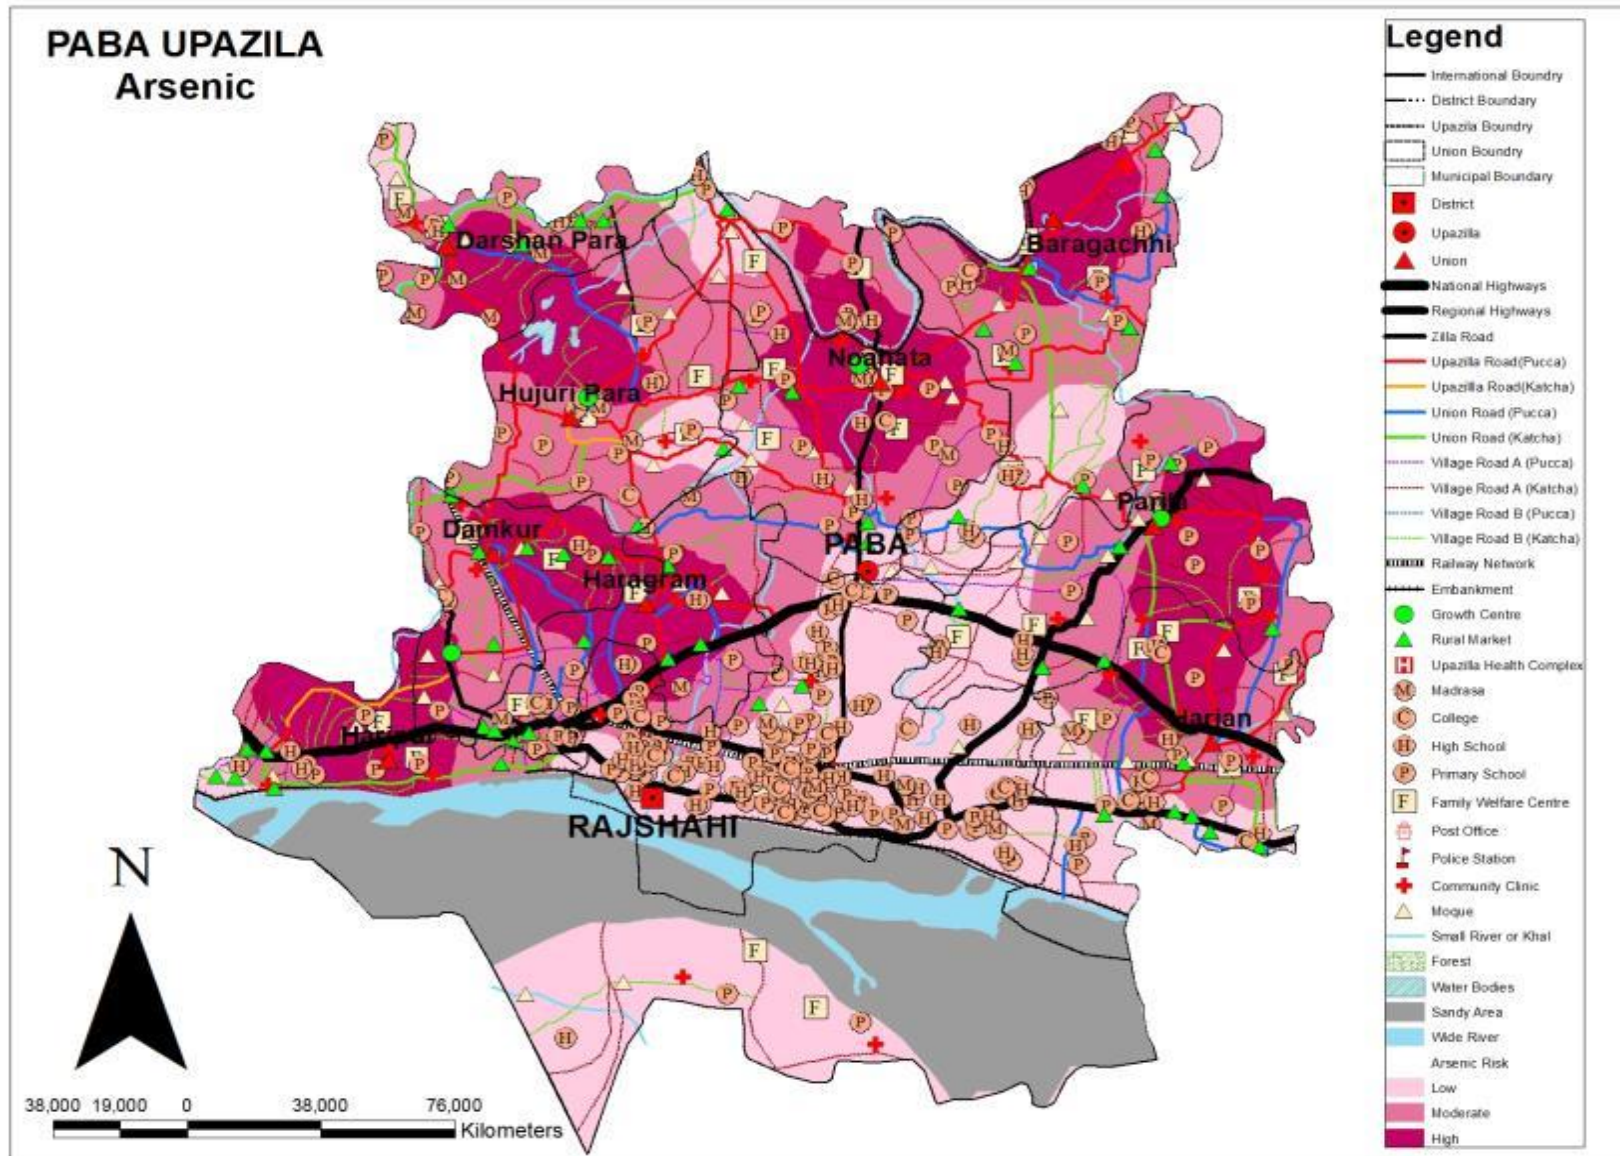 PABA UPAZILA
Arsenic
Darshan Para
Baragachhi
Noahata
Hujuri Para
Damkur
Haragram
PABA
Harian
RAJSHAHI
N
38,000 19,000 0 38,000 76,000
Kilometers
Legend
International Boundry
District Boundary
Upazila Boundry
Union Boundry
Municipal Boundary
District
Upazilla
Union
National Highways
Regional Highways
Zilla Road
Upazilla Road(Pucca)
Upazillla Road(Katcha)
Union Road (Pucca)
Union Road (Katcha)
Village Road A (Pucca)
Village Road A (Katcha)
Village Road B (Pucca)
Village Road B (Katcha)
Railway Network
Embankment
Growth Centre
Rural Market
H Upazilla Health Complex
M Madrasa
C College
H High School
P Primary School
F Family Welfare Centre
Post Office
Police Station
Community Clinic
Moque
Small River or Khal
Forest
Water Bodies
Sandy Area
Wide River
Arsenic Risk
Low
Moderate
High